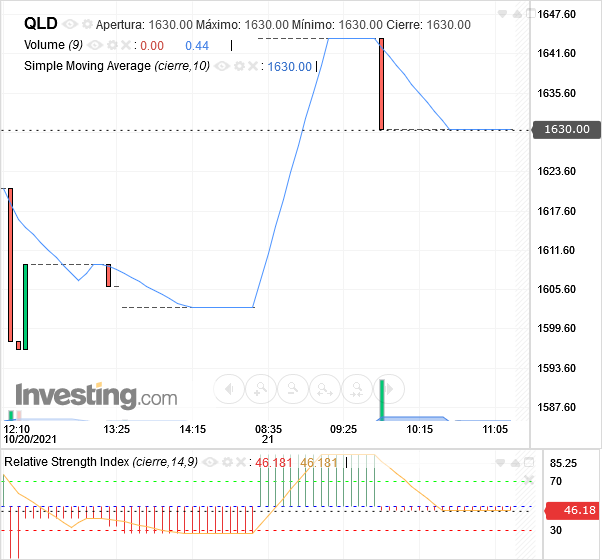 QLD Apertura: 1630.00 Máximo: 1630.00 Mínimo: 1630.00 Cierre: 1630.00
Volume (9) 0.00 0.44
Simple Moving Average (cierre,10) : 1630.00
1647.60
1641.60
1635.60
1630.00
1623.60
1617.60
1611.60
1605.60
1599.60
1593.60
1587.60
Investing.com
12:10 13:25 14:15 08:35 09:25 10:15 11:05
10/20/2021 21
Relative Strength Index (cierre,14,9) : 46.181 46.181
85.25
70
46.18
30